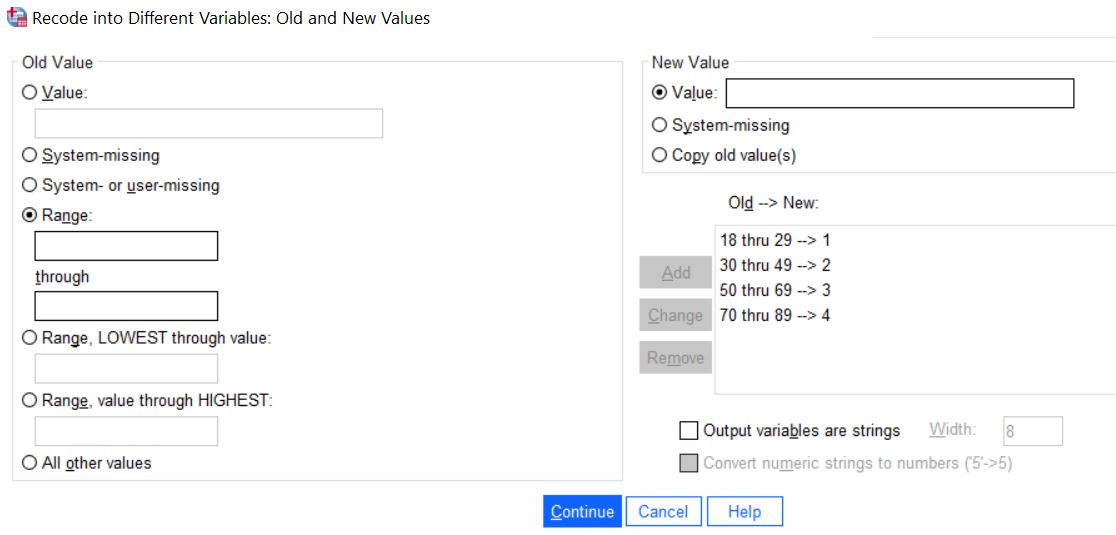 Recode into Different Variables: Old and New Values
Old Value
Value:
System-missing
System- or user-missing
Range:
through
Range, LOWEST through value:
Range, value through HIGHEST:
All other values
New Value
Value:
System-missing
Copy old value(s)
Old --> New:
18 thru 29 --> 1
30 thru 49 --> 2
50 thru 69 --> 3
70 thru 89 --> 4
Add
Change
Remove
Output variables are strings Width: 8
Convert numeric strings to numbers ('5'->5)
Continue Cancel Help